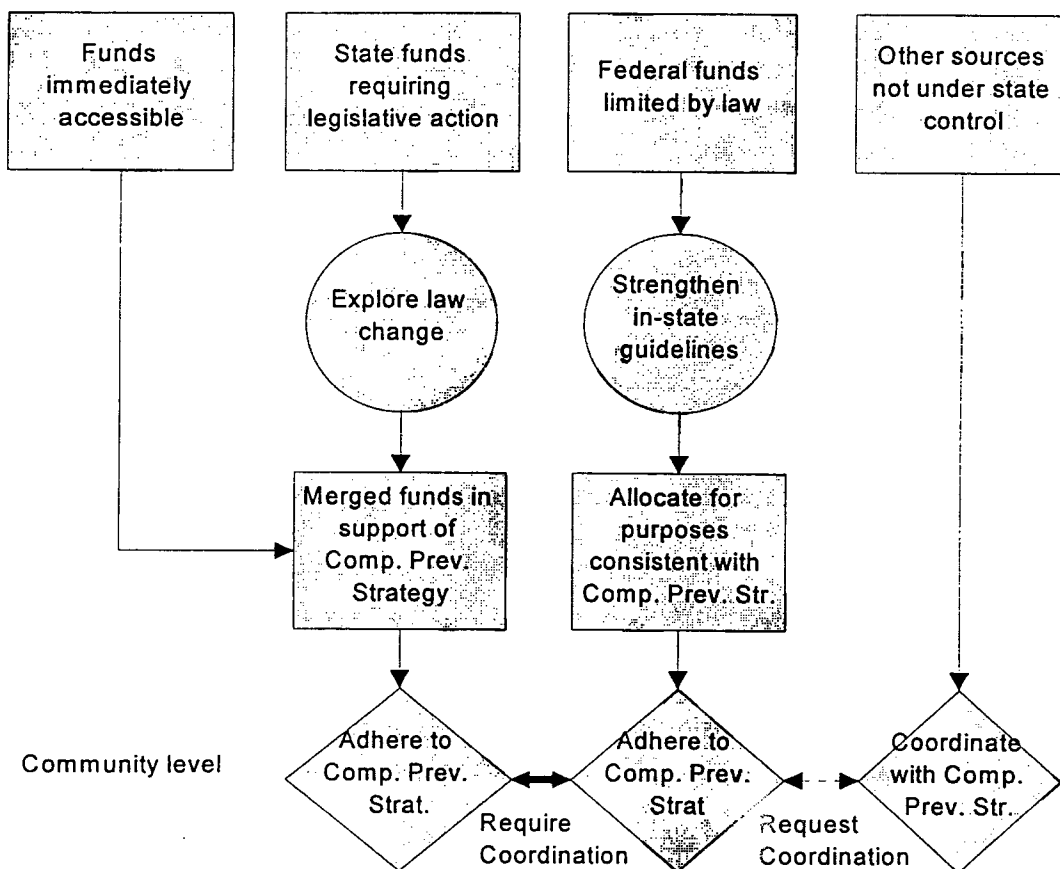 Funds
immediately
accessible
State funds
requiring
legislative action
Federal funds
limited by law
Other sources
not under state
control
Explore law
change
Strengthen
in-state
guidelines
Merged funds in
support of
Comp. Prev.
Strategy
Allocate for
purposes
consistent with
Comp. Prev. Str.
Community level
Adhere to
Comp. Prev.
Strat.
Require
Coordination
Adhere to
Comp. Prev.
Strat
Request
Coordination
Coordinate
with Comp.
Prev. Str.